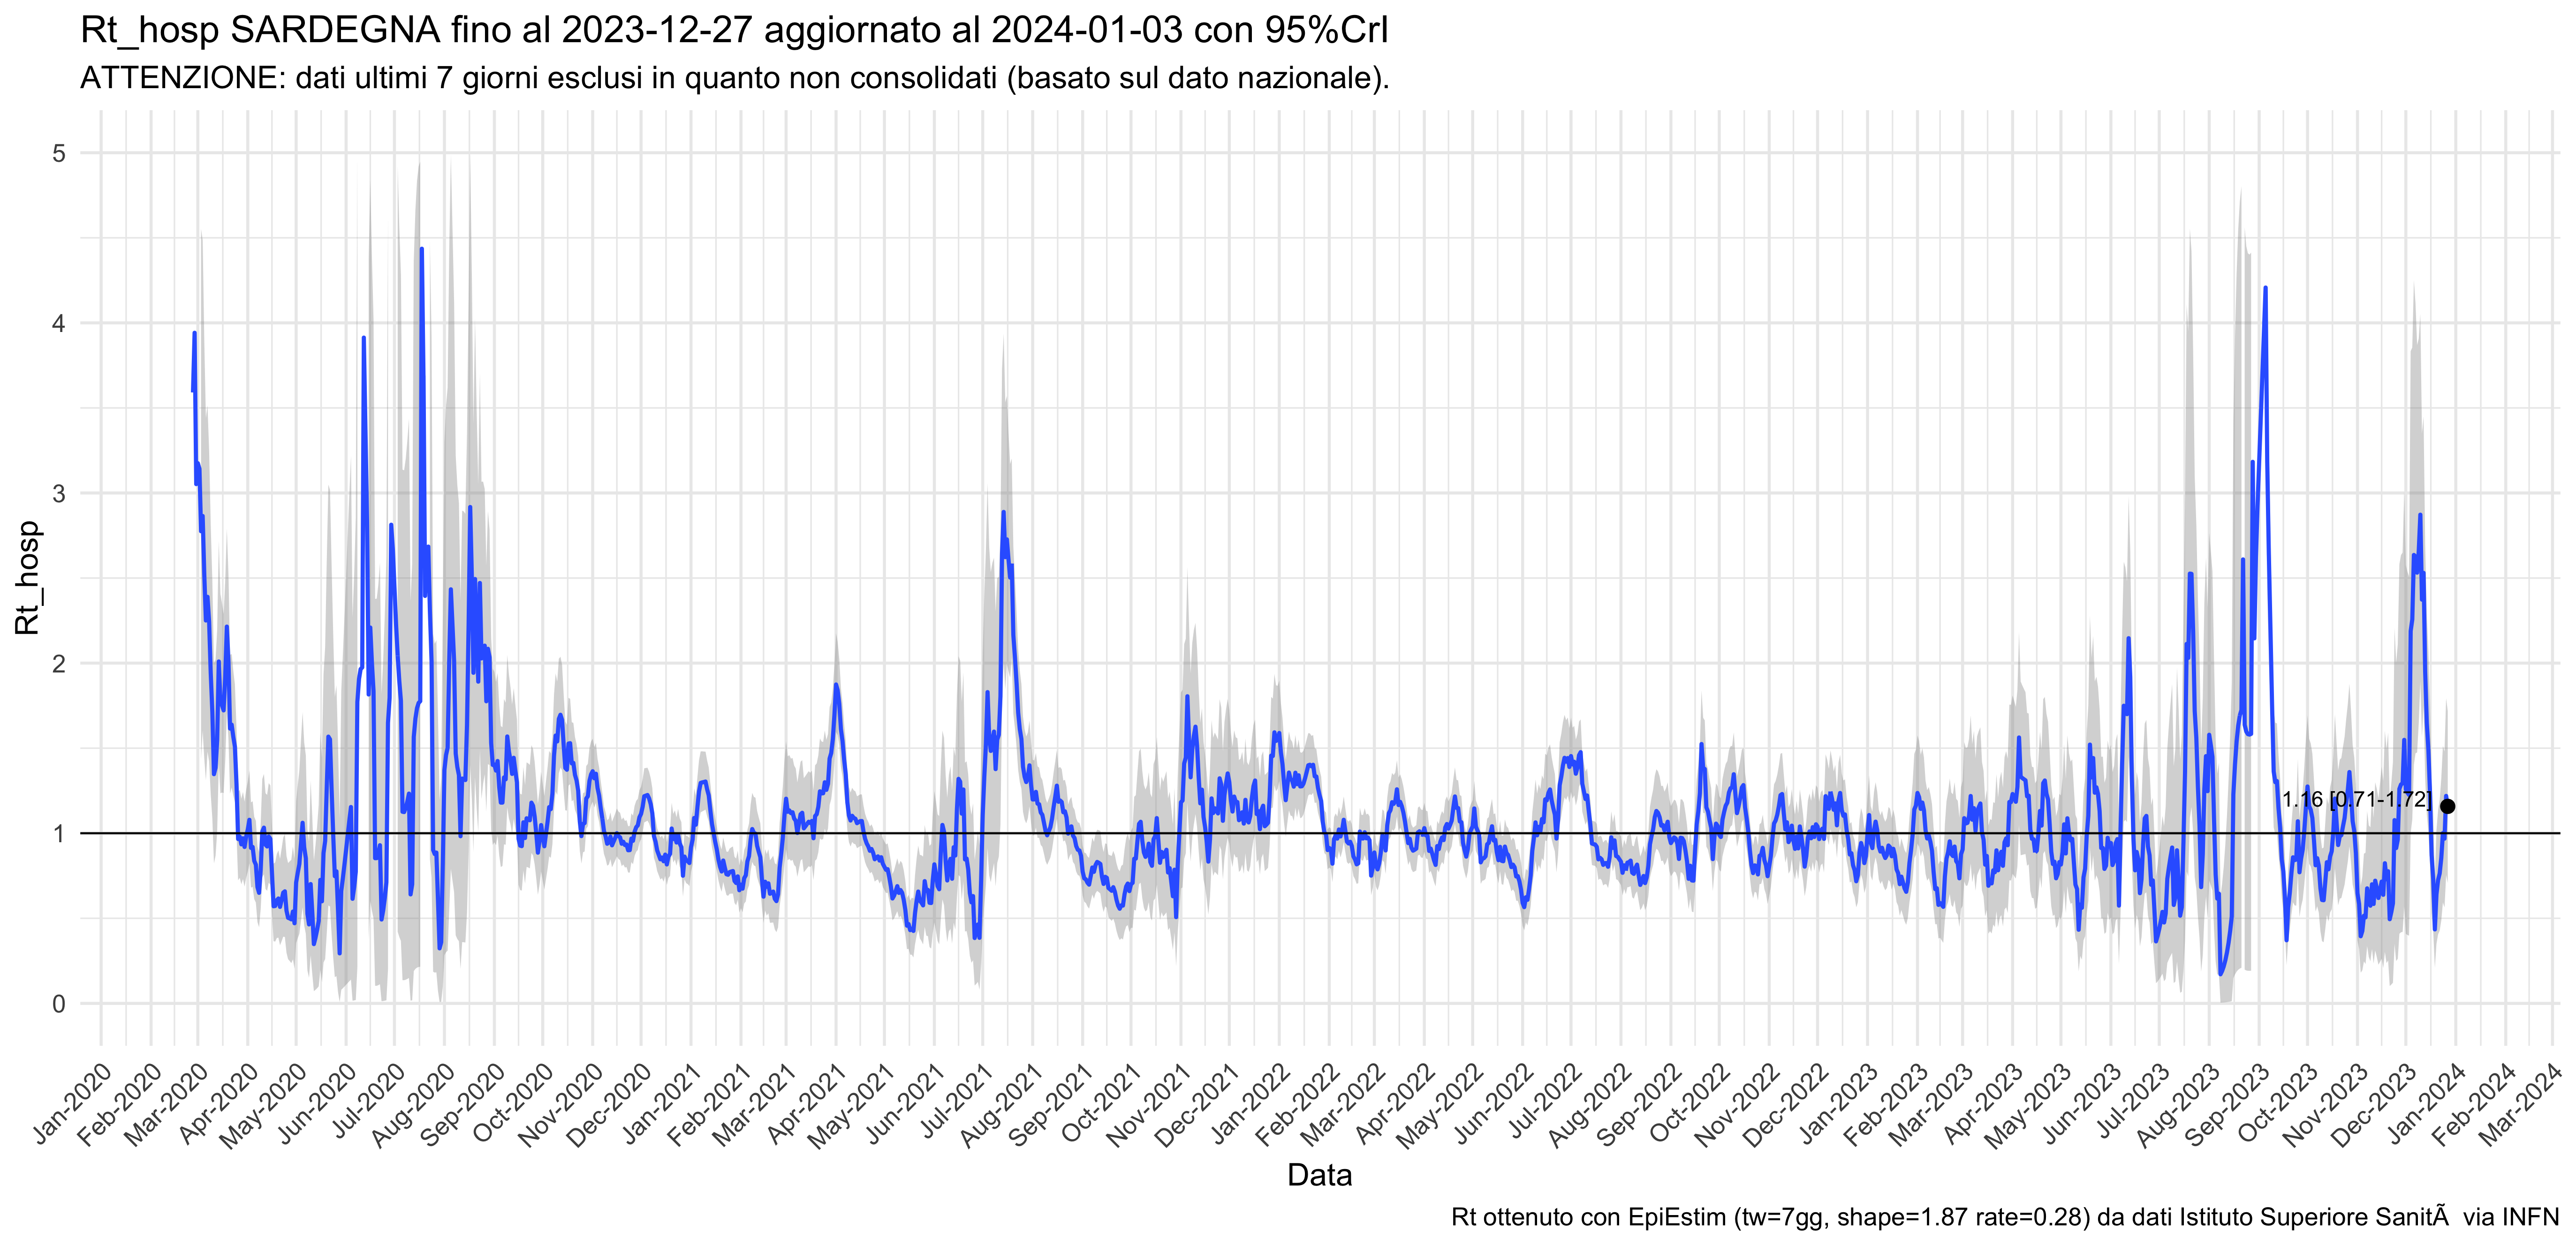 Rt_hosp SARDEGNA fino al 2023-12-27 aggiornato al 2024-01-03 con 95%CrI
ATTENZIONE: dati ultimi 7 giorni esclusi in quanto non consolidati (basato sul dato nazionale).
Rt_hosp
5
4
3
2
1
0
1.16 [0.71-1.72]
Jan-2020
Feb-2020
Mar-2020
Apr-2020
May-2020
Jun-2020
Jul-2020
Aug-2020
Sep-2020
Oct-2020
Nov-2020
Dec-2020
Jan-2021
Feb-2021
Mar-2021
Apr-2021
May-2021
Jun-2021
Jul-2021
Aug-2021
Sep-2021
Oct-2021
Nov-2021
Dec-2021
Jan-2022
Feb-2022
Mar-2022
Apr-2022
May-2022
Jun-2022
Jul-2022
Aug-2022
Sep-2022
Oct-2022
Nov-2022
Dec-2022
Jan-2023
Feb-2023
Mar-2023
Apr-2023
May-2023
Jun-2023
Jul-2023
Aug-2023
Sep-2023
Oct-2023
Nov-2023
Dec-2023
Jan-2024
Feb-2024
Mar-2024
Data
Rt ottenuto con EpiEstim (tw=7gg, shape=1.87 rate=0.28) da dati Istituto Superiore SanitÃ  via INFN